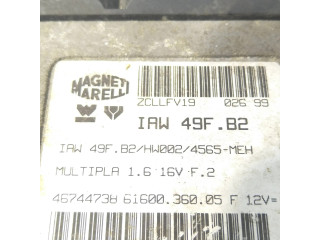 MAGNETI MARELLI
ZCLLFV19 026 99
IAW 49F.B2
IAW 49F.B2/HW002/4565-MEH
MULTIPLA 1.6 16V F.2
46744738 61600.360.05 F 12V=